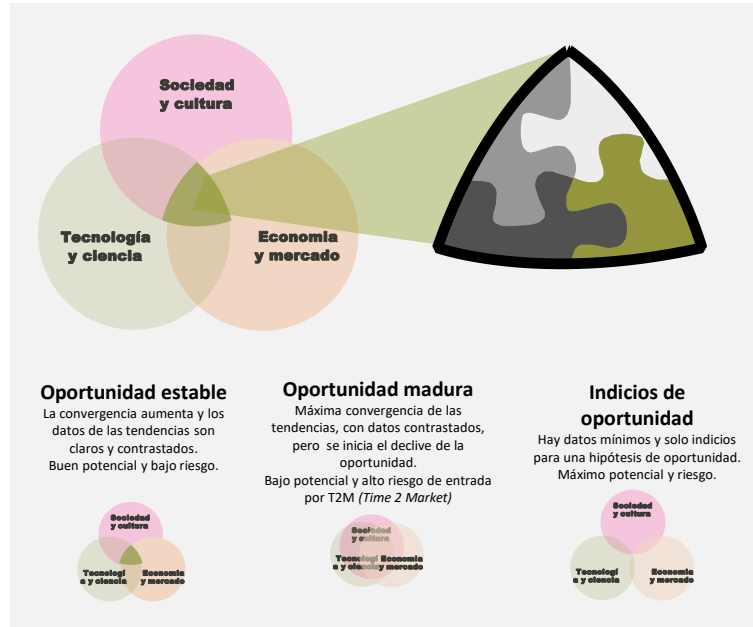 Sociedad
y cultura
Tecnología
y ciencia
Economia
y mercado
Oportunidad estable
La convergencia aumenta y los
datos de las tendencias son
claros y contrastados.
Buen potencial y bajo riesgo.
Sociedad
y cultura
Tecnologí
a y ciencia
Economia
y mercado
Oportunidad madura
Máxima convergencia de las
tendencias, con datos contrastados,
pero se inicia el declive de la
oportunidad.
Bajo potencial y alto riesgo de entrada
por T2M (Time 2 Market)
Sociedad
y cultura
Tecnologí
a y ciencia
Economia
y mercado
Indicios de
oportunidad
Hay datos mínimos y solo indicios
para una hipótesis de oportunidad.
Máximo potencial y riesgo.
Sociedad
y cultura
Tecnologí
a y ciencia
Economia
y mercado